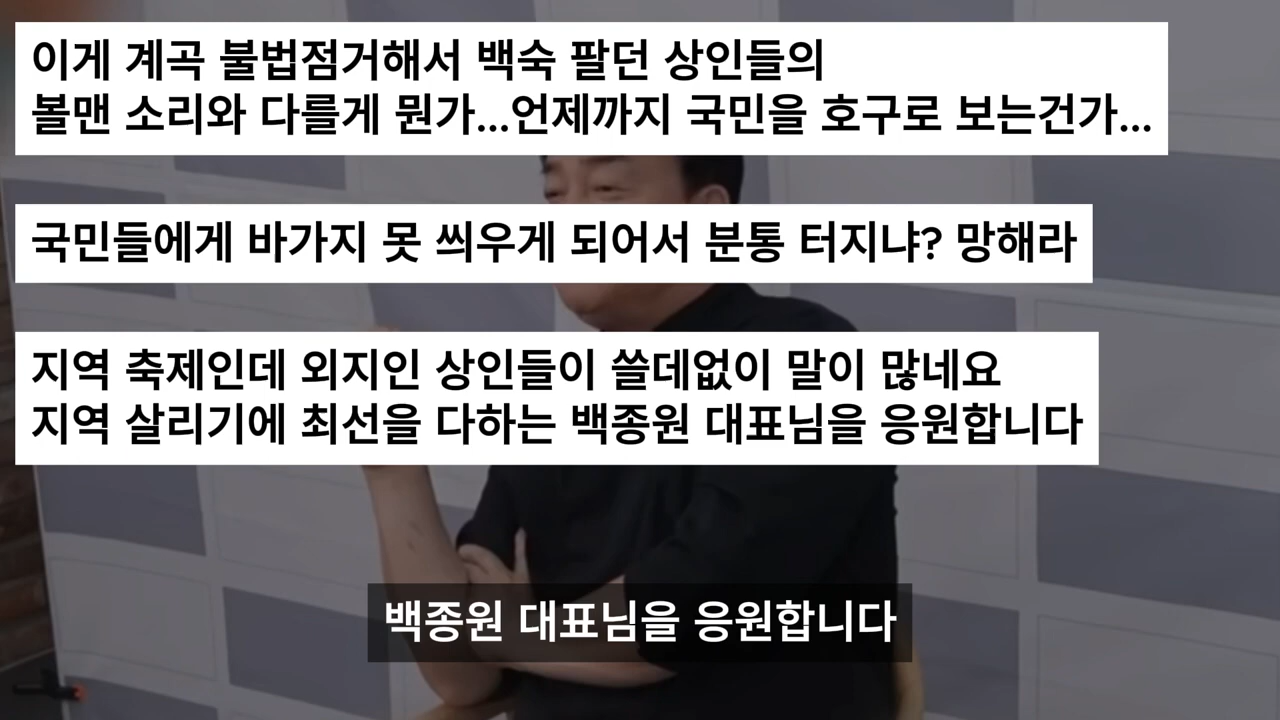 이게 계곡 불법점거해서 백숙 팔던 상인들의
볼맨 소리와 다를게 뭔가...언제까지 국민을 호구로 보는건가...
국민들에게 바가지 못 씌우게 되어서 분통 터지냐? 망해라
지역 축제인데 외지인 상인들이 쓸데없이 말이 많네요
지역 살리기에 최선을 다하는 백종원 대표님을 응원합니다
백종원 대표님을 응원합니다